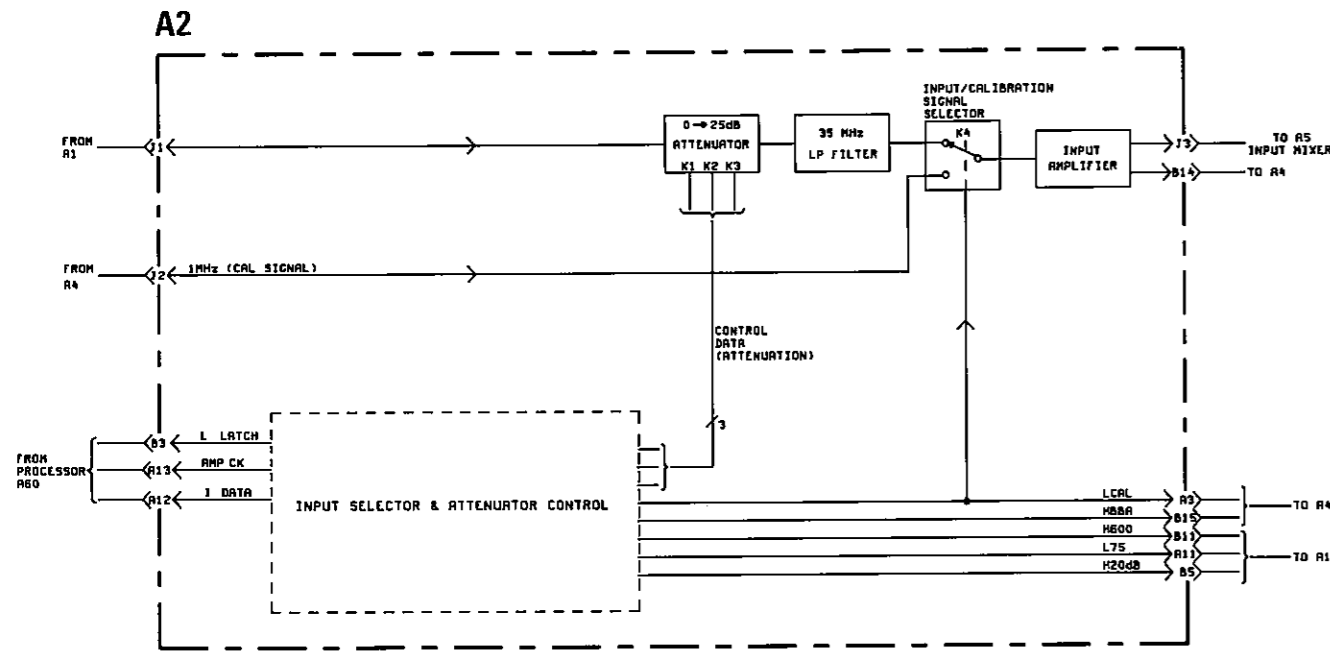 A2
INPUT/CALIBRATION
SIGNAL
SELECTOR
FROM
A1
J1
0→25dB
ATTENUATOR
K1 K2 K3
35 MHz
LP FILTER
K4
INPUT
AMPLIFIER
J3
TO A5
INPUT MIXER
B14
TO A4
FROM
A4
J2
1MHz (CAL SIGNAL)
CONTROL
DATA
(ATTENUATION)
3
FROM
PROCESSOR
A60
B3
L LATCH
A13
AMP CK
A12
I DATA
INPUT SELECTOR & ATTENUATOR CONTROL
LCAL
A3
B15
TO A4
H600
B11
L75
A11
TO A1
H20dB
B5